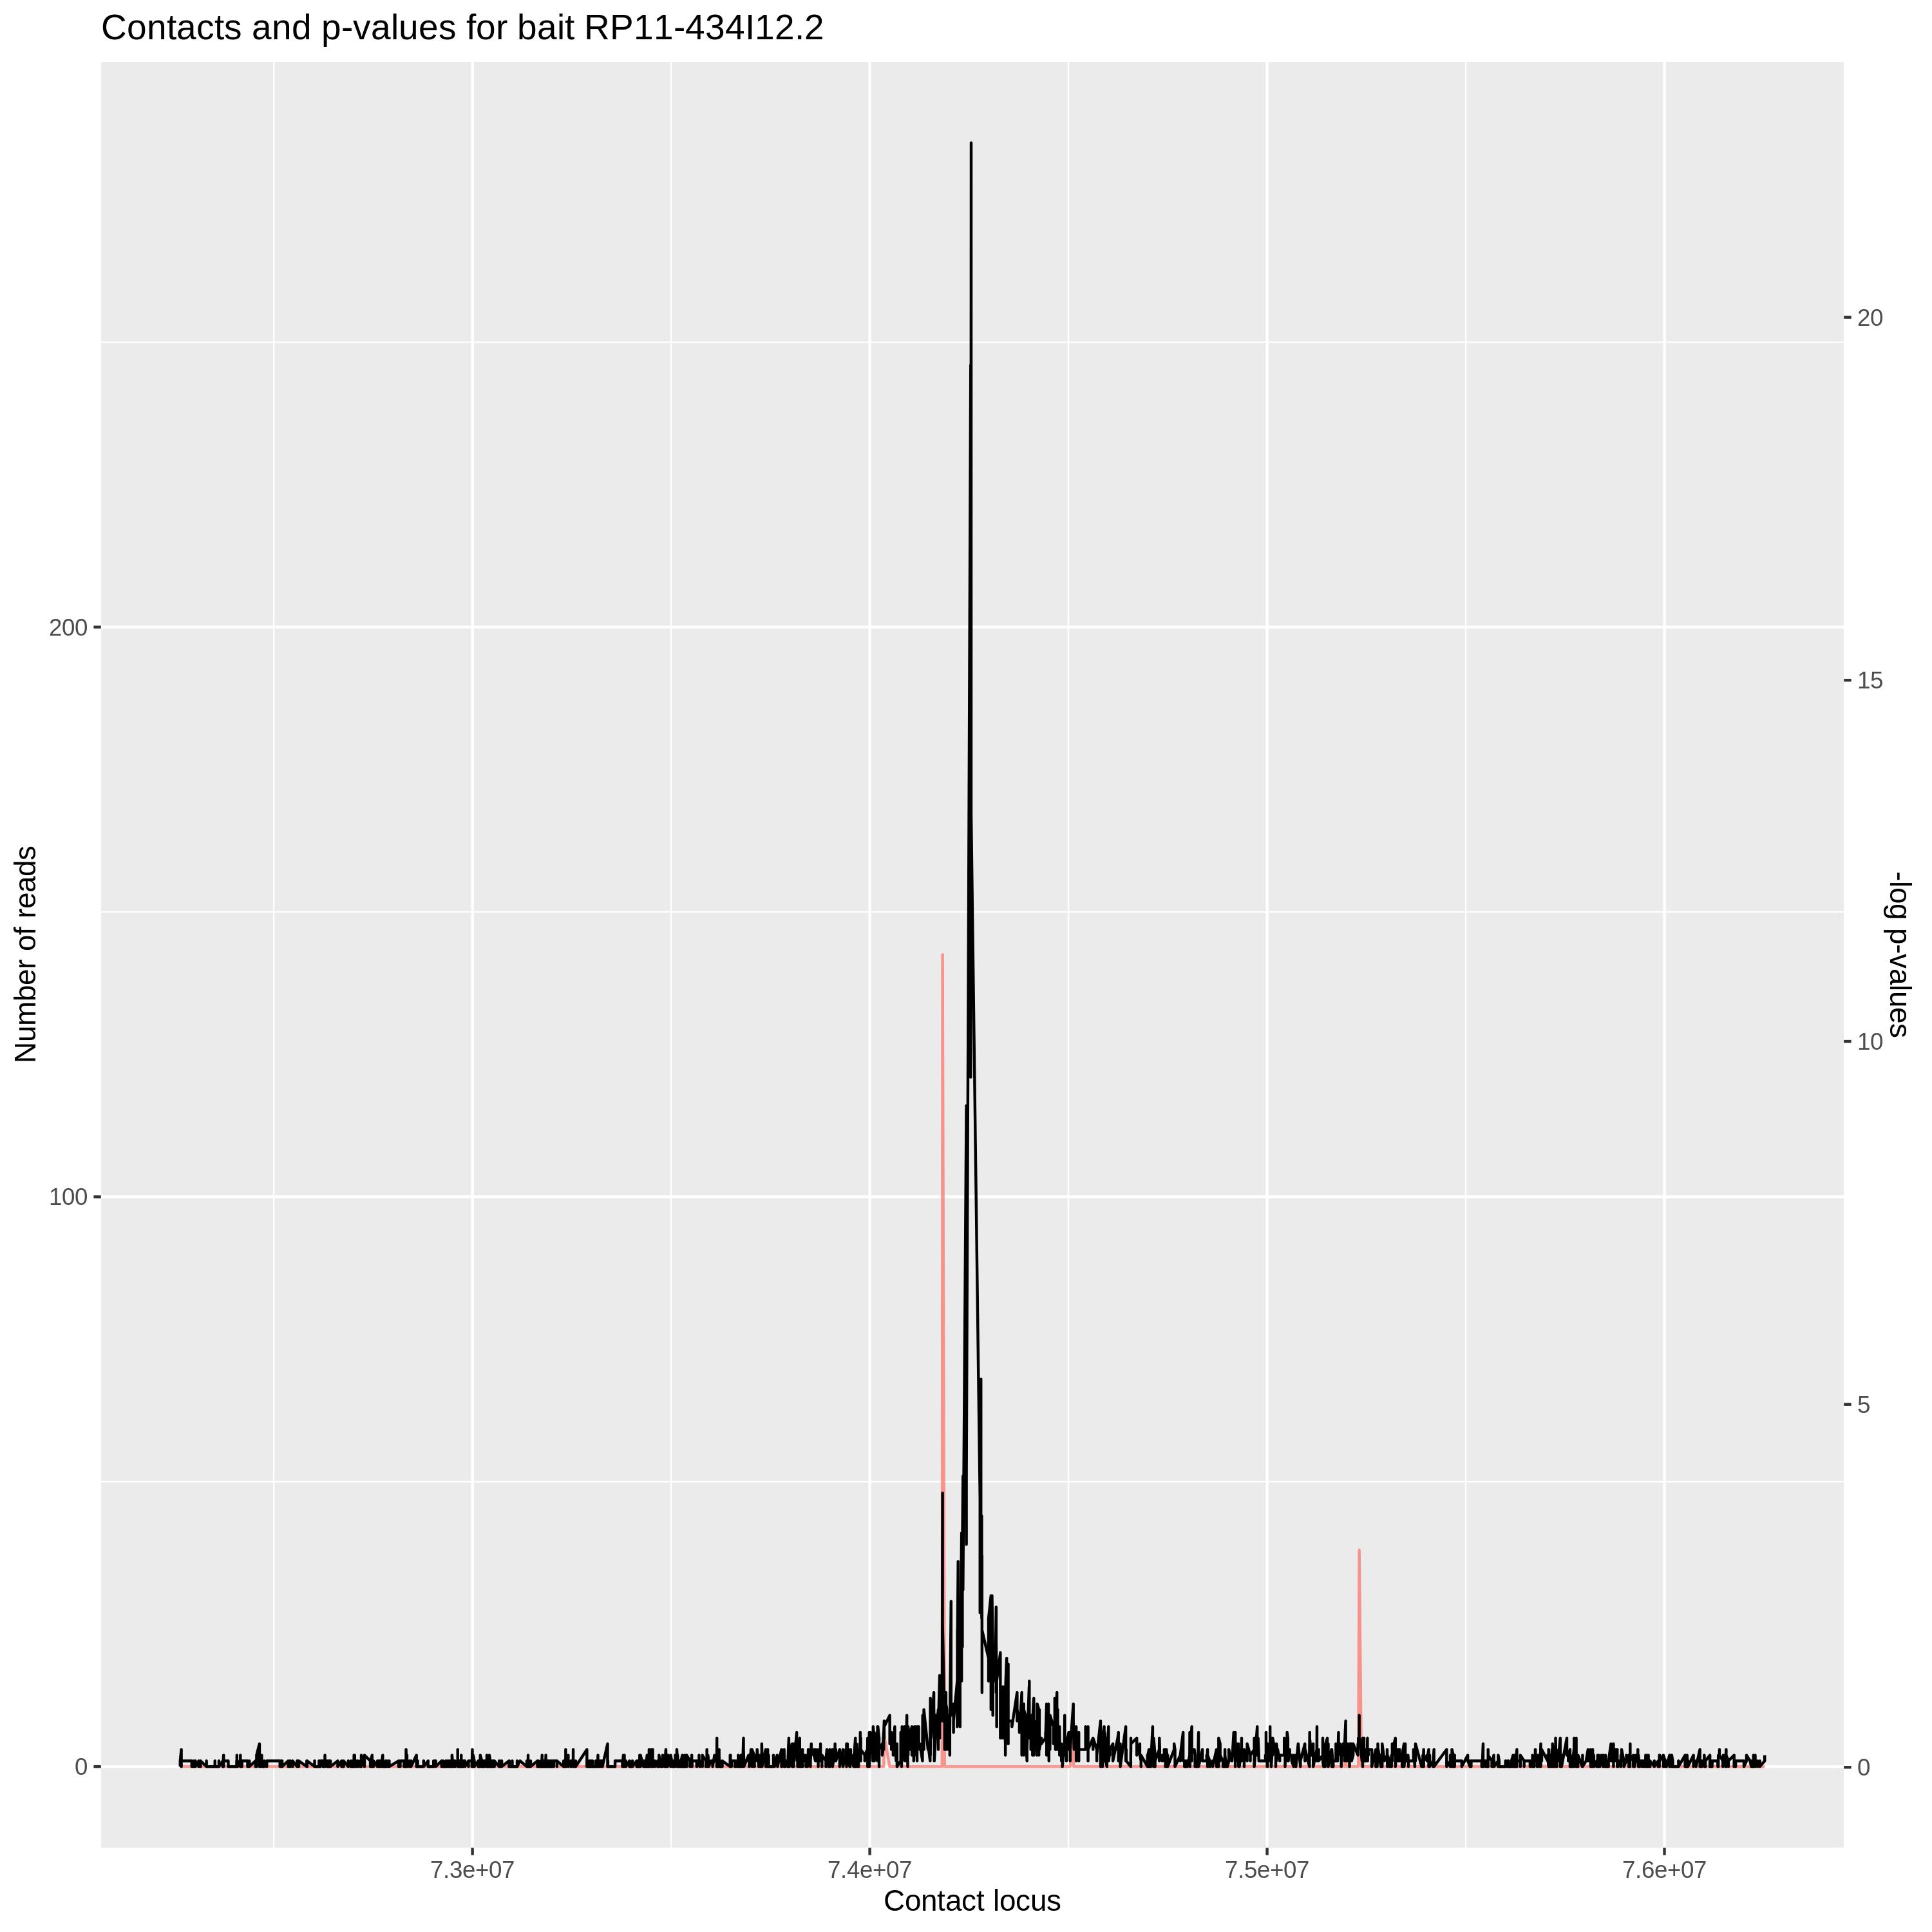 Contacts and p-values for bait RP11-434I12.2
Number of reads
200
100
0
20
15
10
5
0
-log p-values
7.3e+07
7.4e+07
7.5e+07
7.6e+07
Contact locus